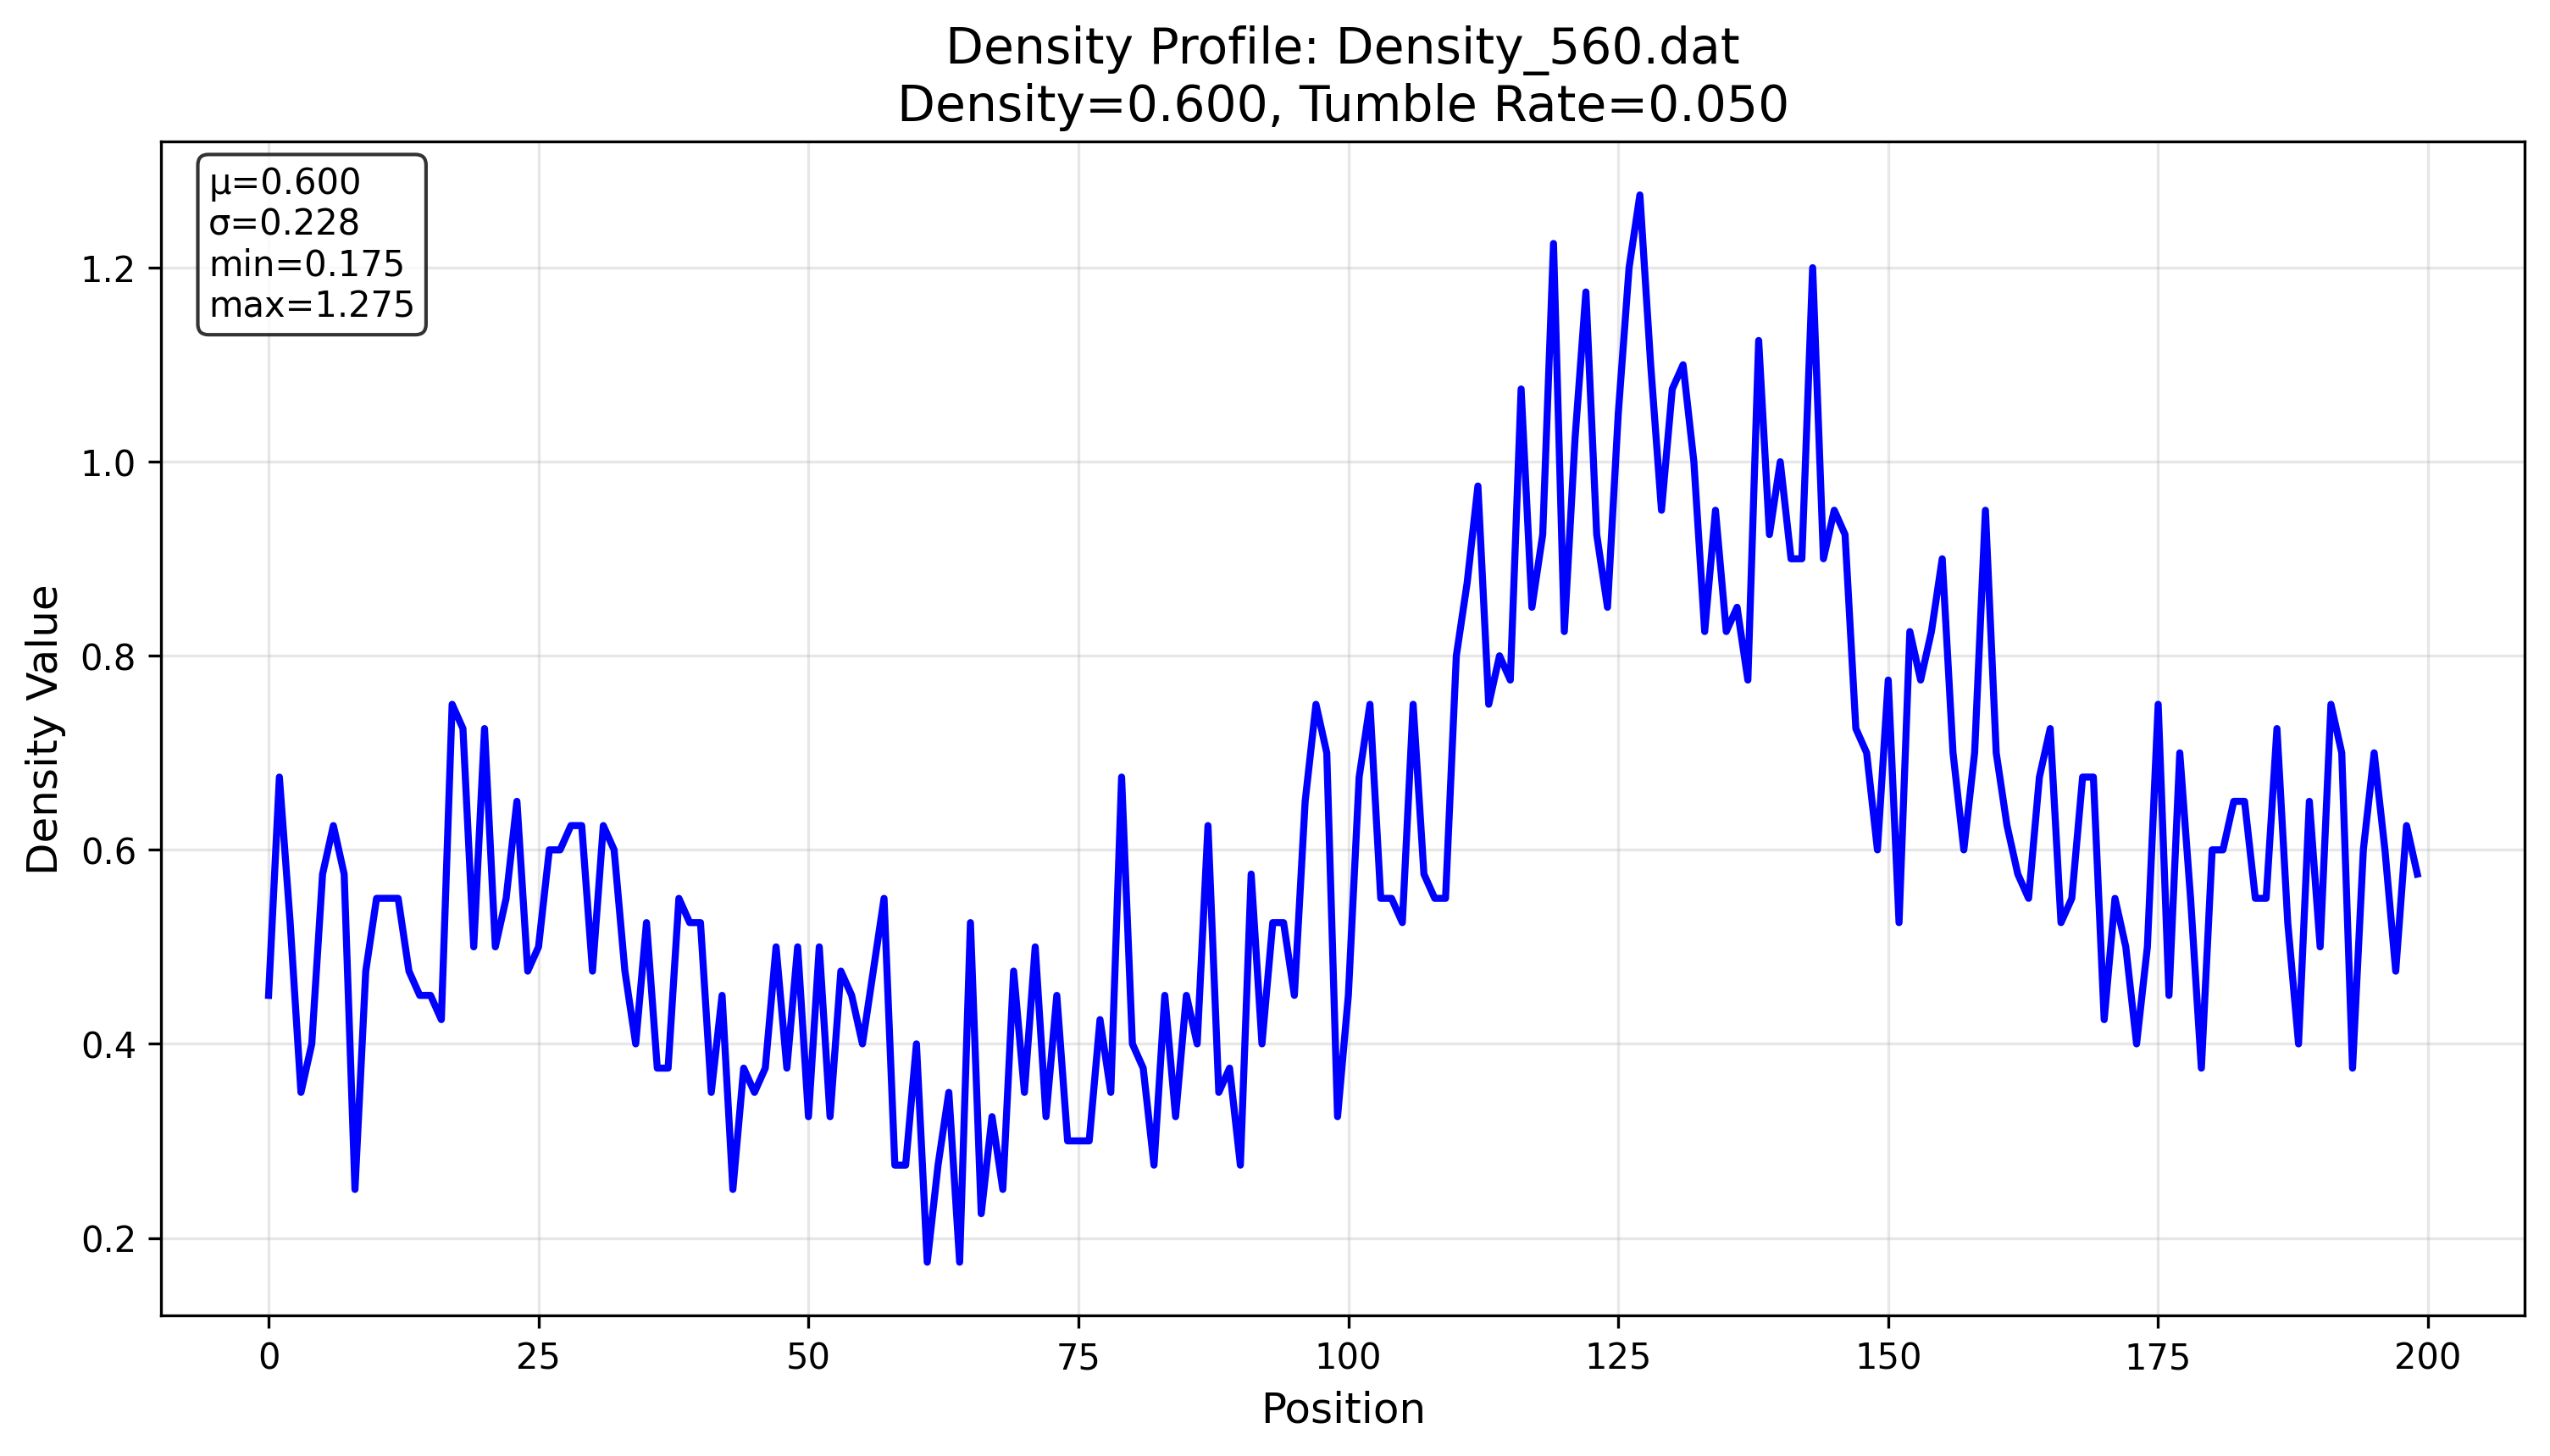 Density Profile: Density_560.dat
Density=0.600, Tumble Rate=0.050
μ=0.600
σ=0.228
min=0.175
max=1.275
Density Value
1.2
1.0
0.8
0.6
0.4
0.2
0 25 50 75 100 125 150 175 200
Position